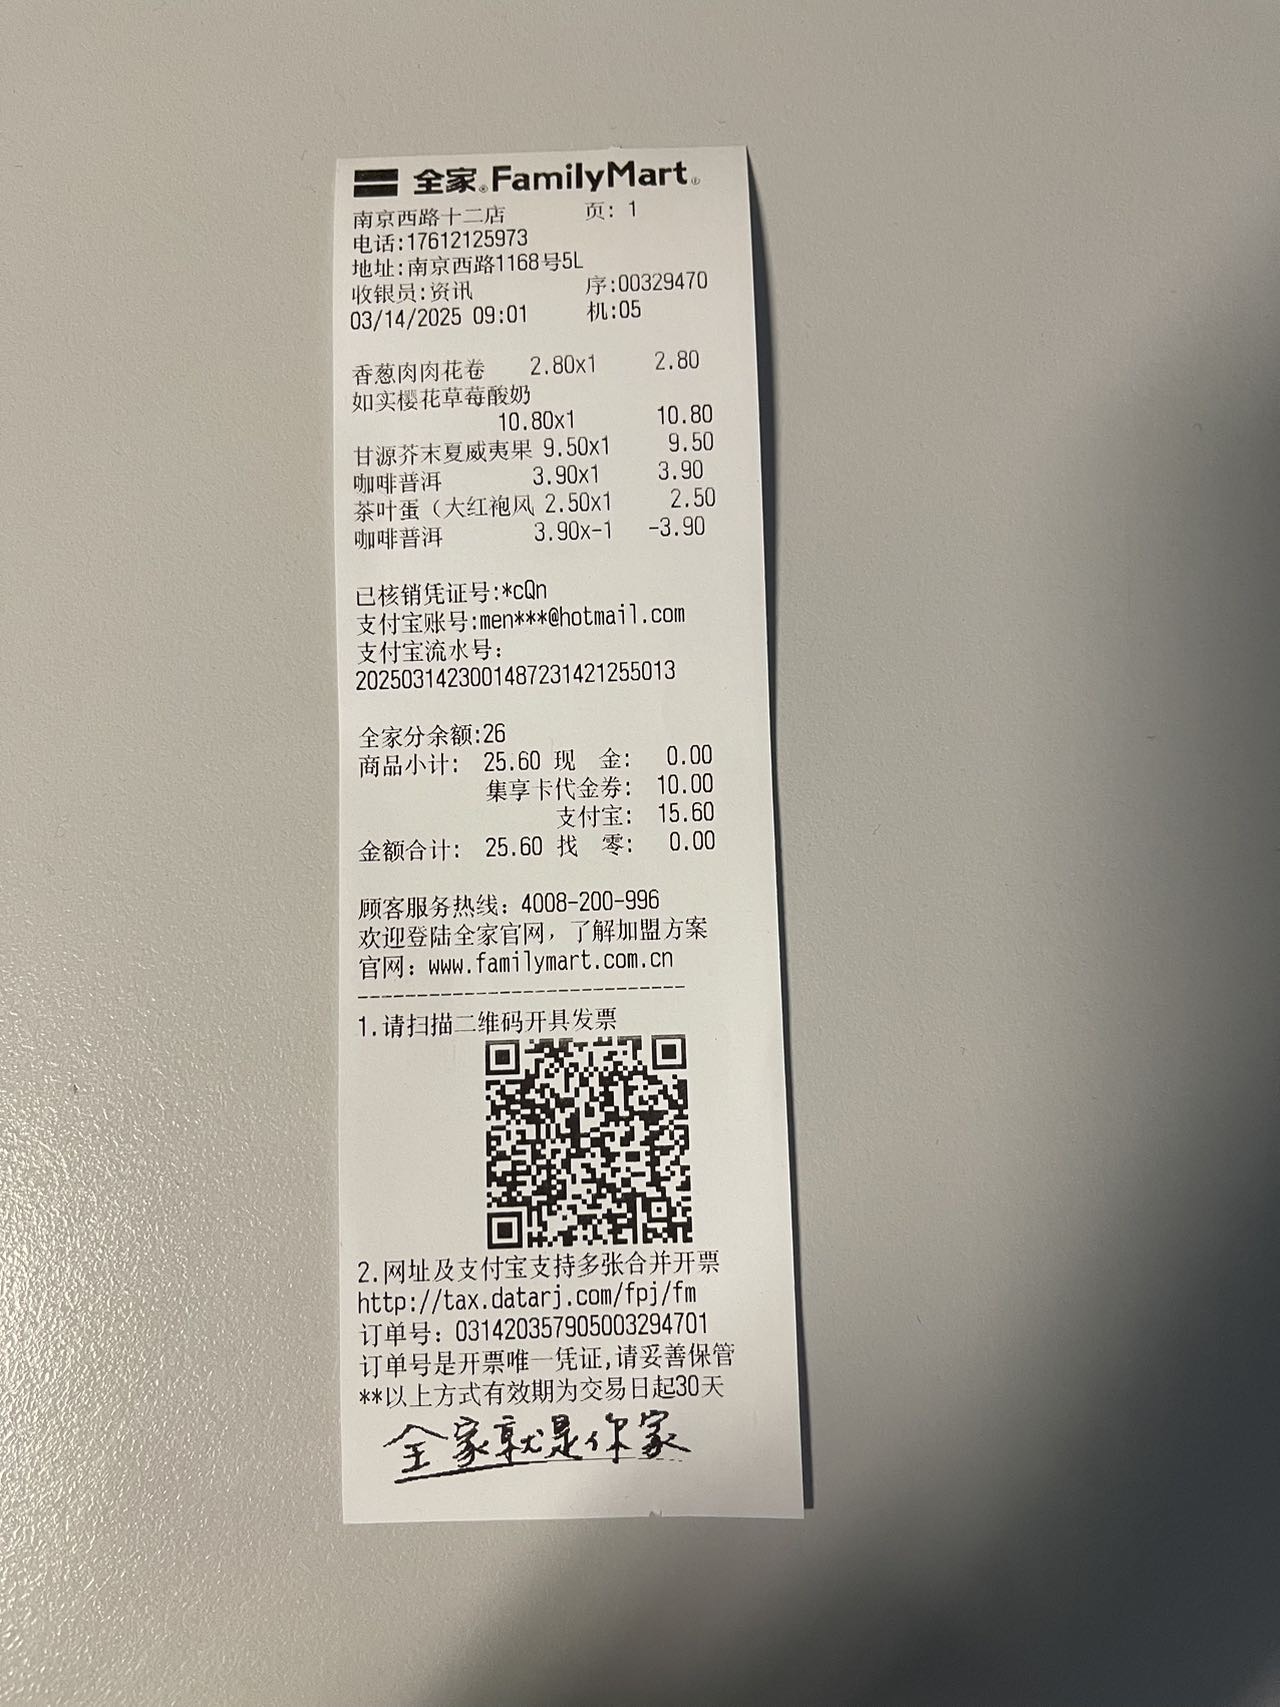 全家 FamilyMart
南京西路十二店 页: 1
电话:17612125973
地址:南京西路1168号5L
收银员:资讯 序:00329470
03/14/2025 09:01 机:05
香葱肉肉花卷 2.80x1 2.80
如实樱花草莓酸奶
10.80x1 10.80
甘源芥末夏威夷果 9.50x1 9.50
咖啡普洱 3.90x1 3.90
茶叶蛋（大红袍风 2.50x1 2.50
咖啡普洱 3.90x-1 -3.90
已核销凭证号:*cQn
支付宝账号:men***@hotmail.com
支付宝流水号:
2025031423001487231421255013
全家分余额:26
商品小计: 25.60 现 金: 0.00
集享卡代金券: 10.00
支付宝: 15.60
金额合计: 25.60 找 零: 0.00
顾客服务热线: 4008-200-996
欢迎登陆全家官网，了解加盟方案
官网: www.familymart.com.cn
----------------------------
1.请扫描二维码开具发票
2.网址及支付宝支持多张合并开票
http://tax.datarj.com/fpj/fm
订单号: 031420357905003294701
订单号是开票唯一凭证,请妥善保管
**以上方式有效期为交易日起30天
全家就是你家